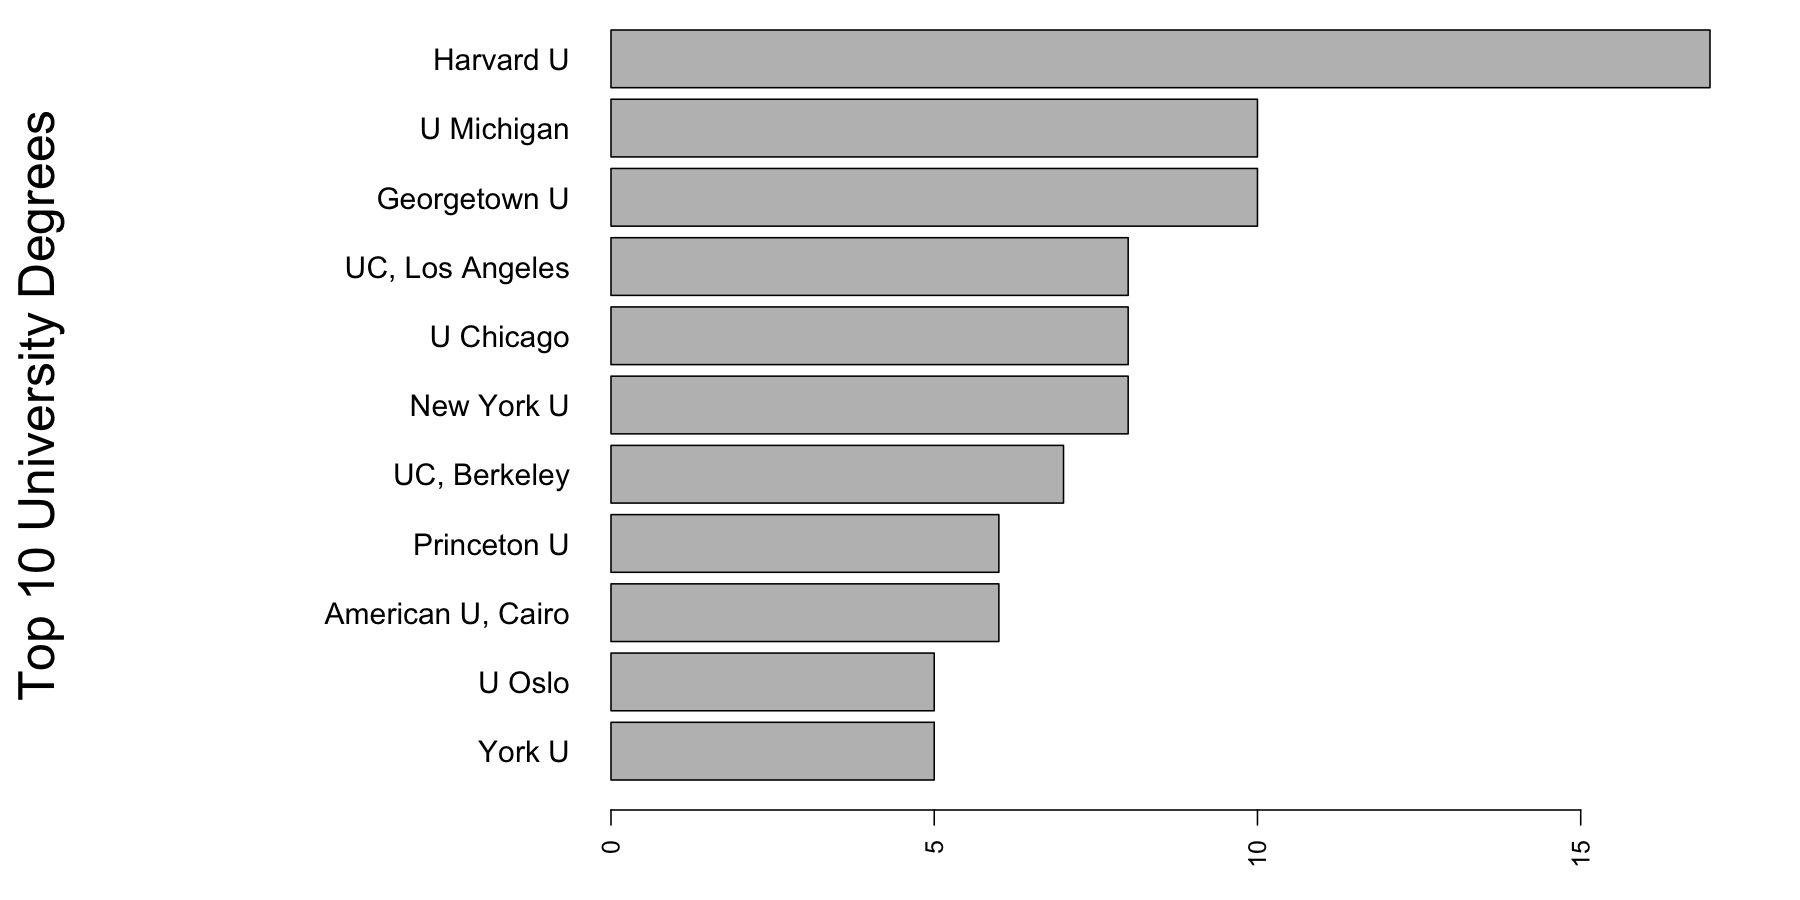 Top 10 University Degrees
Harvard U
U Michigan
Georgetown U
UC, Los Angeles
U Chicago
New York U
UC, Berkeley
Princeton U
American U, Cairo
U Oslo
York U
0 5 10 15